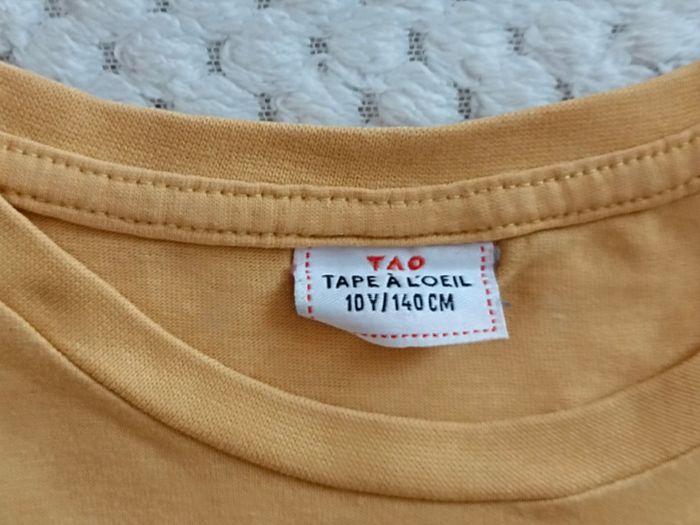 TAO
TAPE À L'OEIL
10Y/140CM